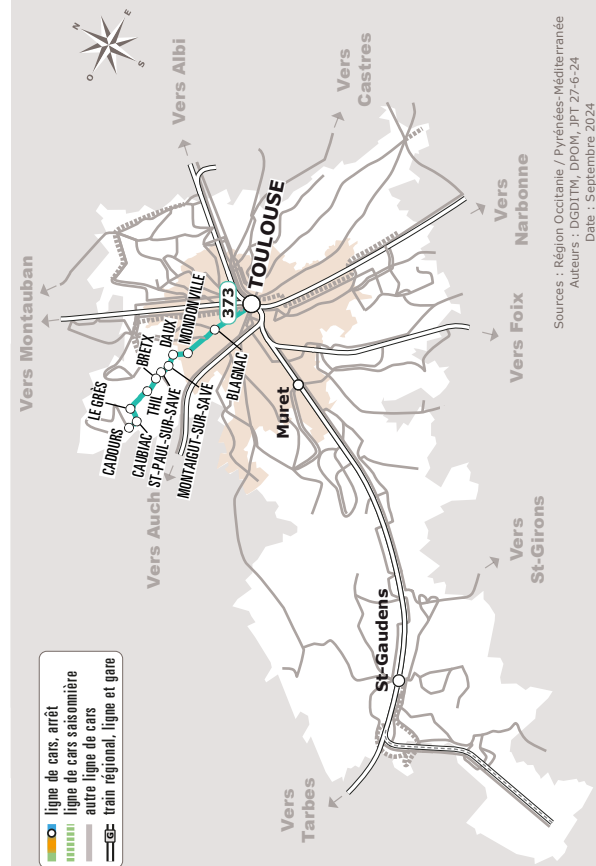 N
E
S
O
Vers Montauban
Vers Albi
Vers
Castres
Vers
Narbonne
Vers Foix
Vers
St-Girons
Vers
Tarbes
Vers Auch
CADOURS
LE GRÈS
CAUBIAC
BRETX
THIL
ST-PAUL-SUR-SAVE
DAUX
MONTAIGUT-SUR-SAVE
MONDONVILLE
BLAGNAC
373
TOULOUSE
Muret
St-Gaudens
ligne de cars, arrêt
ligne de cars saisonnière
autre ligne de cars
G
train régional, ligne et gare
Sources : Région Occitanie / Pyrénées-Méditerranée
Auteurs : DGDITM, DPOM, JPT 27-6-24
Date : Septembre 2024